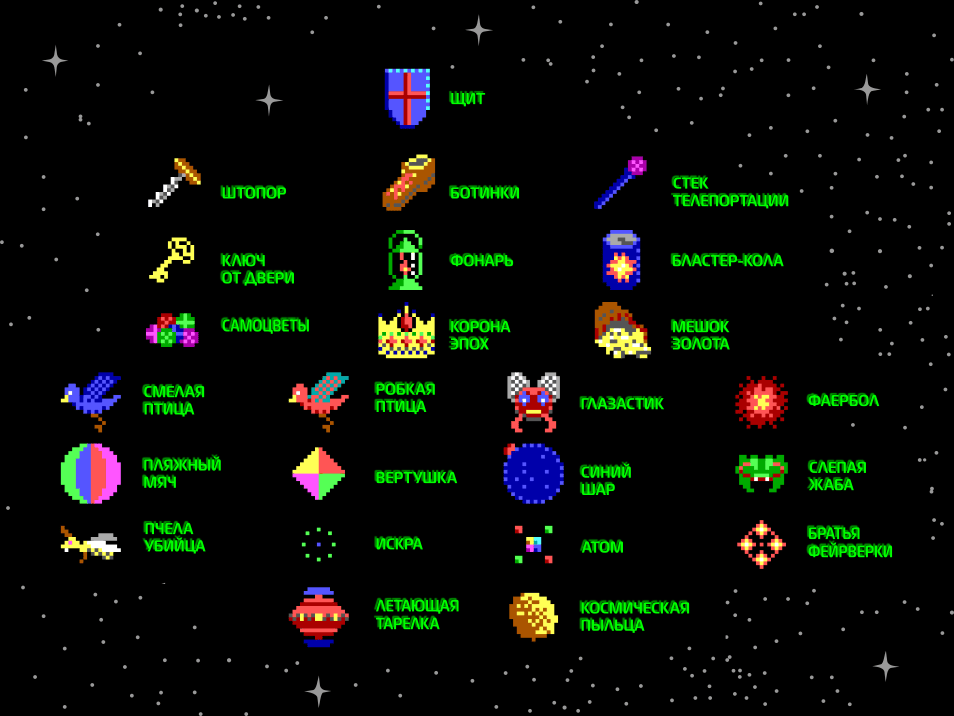 ЩИТ
ШТОПОР
БОТИНКИ
СТЕК
ТЕЛЕПОРТАЦИИ
КЛЮЧ
ОТ ДВЕРИ
ФОНАРЬ
БЛАСТЕР-КОЛА
САМОЦВЕТЫ
КОРОНА
ЭПОХ
МЕШОК
ЗОЛОТА
СМЕЛАЯ
ПТИЦА
РОБКАЯ
ПТИЦА
ГЛАЗАСТИК
ФАЕРБОЛ
ПЛЯЖНЫЙ
МЯЧ
ВЕРТУШКА
СИНИЙ
ШАР
СЛЕПАЯ
ЖАБА
ПЧЕЛА
УБИЙЦА
ИСКРА
АТОМ
БРАТЬЯ
ФЕЙРВЕРКИ
ЛЕТАЮЩАЯ
ТАРЕЛКА
КОСМИЧЕСКАЯ
ПЫЛЬЦА